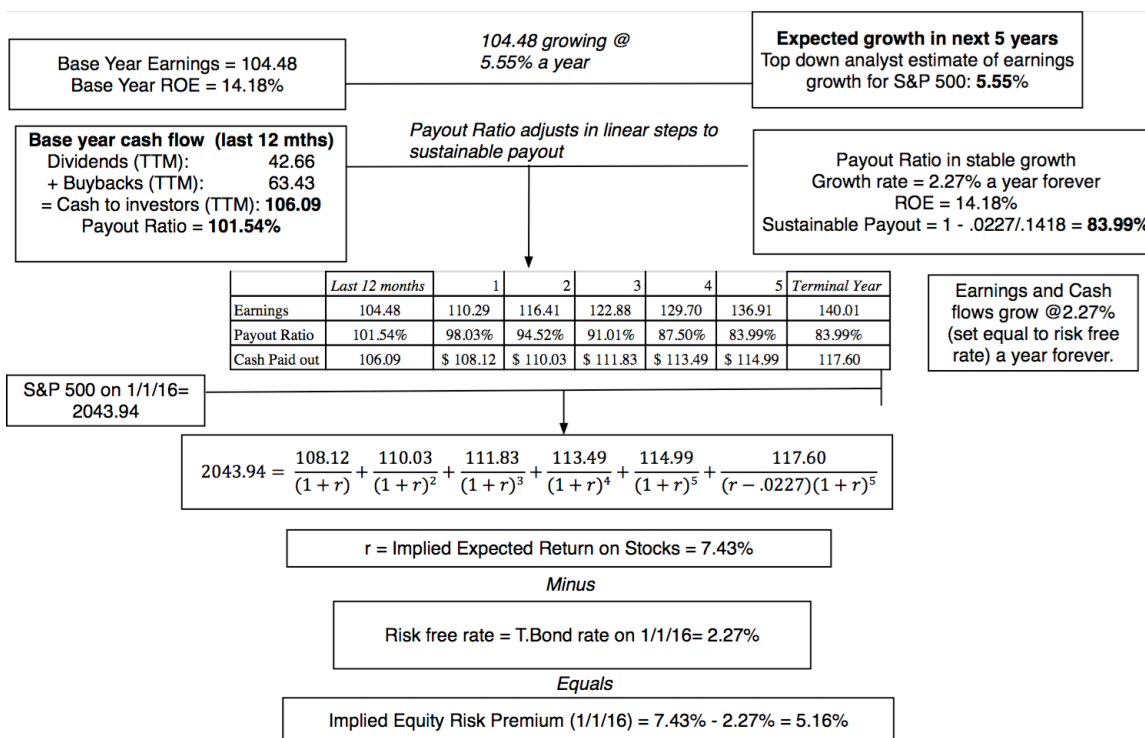 Base Year Earnings = 104.48
Base Year ROE = 14.18%
104.48 growing @
5.55% a year
Expected growth in next 5 years
Top down analyst estimate of earnings
growth for S&P 500: 5.55%
Base year cash flow (last 12 mths)
Dividends (TTM): 42.66
+ Buybacks (TTM): 63.43
= Cash to investors (TTM): 106.09
Payout Ratio = 101.54%
Payout Ratio adjusts in linear steps to
sustainable payout
Payout Ratio in stable growth
Growth rate = 2.27% a year forever
ROE = 14.18%
Sustainable Payout = 1 - .0227/.1418 = 83.99%
Last 12 months 1 2 3 4 5 Terminal Year
Earnings 104.48 110.29 116.41 122.88 129.70 136.91 140.01
Payout Ratio 101.54% 98.03% 94.52% 91.01% 87.50% 83.99% 83.99%
Cash Paid out 106.09 $ 108.12 $ 110.03 $ 111.83 $ 113.49 $ 114.99 117.60
Earnings and Cash
flows grow @2.27%
(set equal to risk free
rate) a year forever.
S&P 500 on 1/1/16=
2043.94
2043.94 = 108.12/(1 + r) + 110.03/(1 + r)² + 111.83/(1 + r)³ + 113.49/(1 + r)⁴ + 114.99/(1 + r)⁵ + 117.60/(r − .0227)(1 + r)⁵
r = Implied Expected Return on Stocks = 7.43%
Minus
Risk free rate = T.Bond rate on 1/1/16= 2.27%
Equals
Implied Equity Risk Premium (1/1/16) = 7.43% - 2.27% = 5.16%